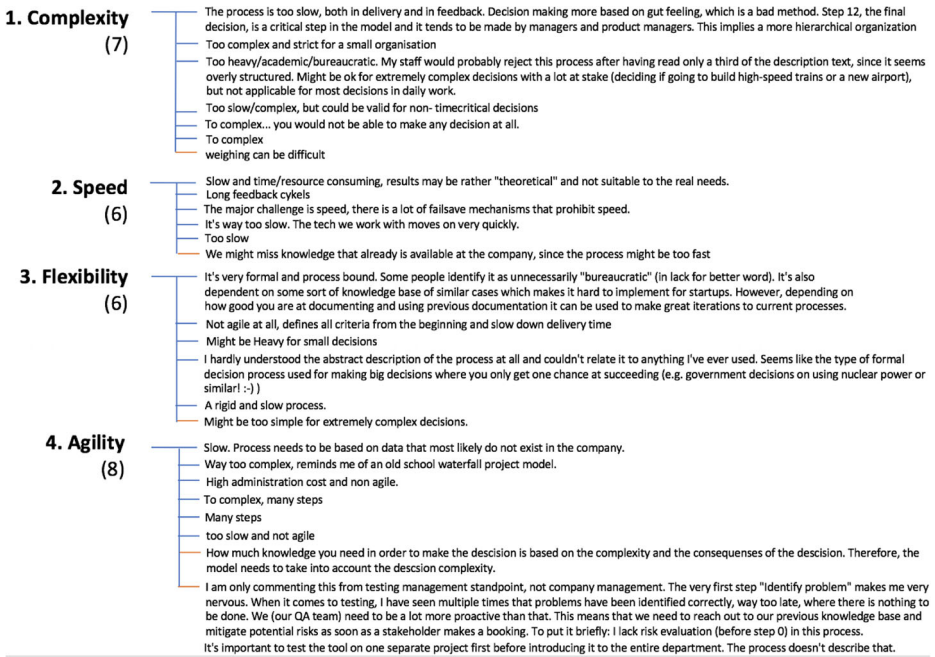 1. Complexity
(7)
The process is too slow, both in delivery and in feedback. Decision making more based on gut feeling, which is a bad method. Step 12, the final
decision, is a critical step in the model and it tends to be made by managers and product managers. This implies a more hierarchical organization
Too complex and strict for a small organisation
Too heavy/academic/bureaucratic. My staff would probably reject this process after having read only a third of the description text, since it seems
overly structured. Might be ok for extremely complex decisions with a lot at stake (deciding if going to build high-speed trains or a new airport),
but not applicable for most decisions in daily work.
Too slow/complex, but could be valid for non- timecritical decisions
To complex... you would not be able to make any decision at all.
To complex
weighing can be difficult
2. Speed
(6)
Slow and time/resource consuming, results may be rather "theoretical" and not suitable to the real needs.
Long feedback cykels
The major challenge is speed, there is a lot of failsave mechanisms that prohibit speed.
It's way too slow. The tech we work with moves on very quickly.
Too slow
We might miss knowledge that already is available at the company, since the process might be too fast
3. Flexibility
(6)
It's very formal and process bound. Some people identify it as unnecessarily "bureaucratic" (in lack for better word). It's also
dependent on some sort of knowledge base of similar cases which makes it hard to implement for startups. However, depending on
how good you are at documenting and using previous documentation it can be used to make great iterations to current processes.
Not agile at all, defines all criteria from the beginning and slow down delivery time
Might be Heavy for small decisions
I hardly understood the abstract description of the process at all and couldn't relate it to anything I've ever used. Seems like the type of formal
decision process used for making big decisions where you only get one chance at succeeding (e.g. government decisions on using nuclear power or
similar! :-) )
A rigid and slow process.
Might be too simple for extremely complex decisions.
4. Agility
(8)
Slow. Process needs to be based on data that most likely do not exist in the company.
Way too complex, reminds me of an old school waterfall project model.
High administration cost and non agile.
To complex, many steps
Many steps
too slow and not agile
How much knowledge you need in order to make the descision is based on the complexity and the consequences of the descision. Therefore, the
model needs to take into account the descsion complexity.
I am only commenting this from testing management standpoint, not company management. The very first step "Identify problem" makes me very
nervous. When it comes to testing, I have seen multiple times that problems have been identified correctly, way too late, where there is nothing to
be done. We (our QA team) need to be a lot more proactive than that. This means that we need to reach out to our previous knowledge base and
mitigate potential risks as soon as a stakeholder makes a booking. To put it briefly: I lack risk evaluation (before step 0) in this process.
It's important to test the tool on one separate project first before introducing it to the entire department. The process doesn't describe that.